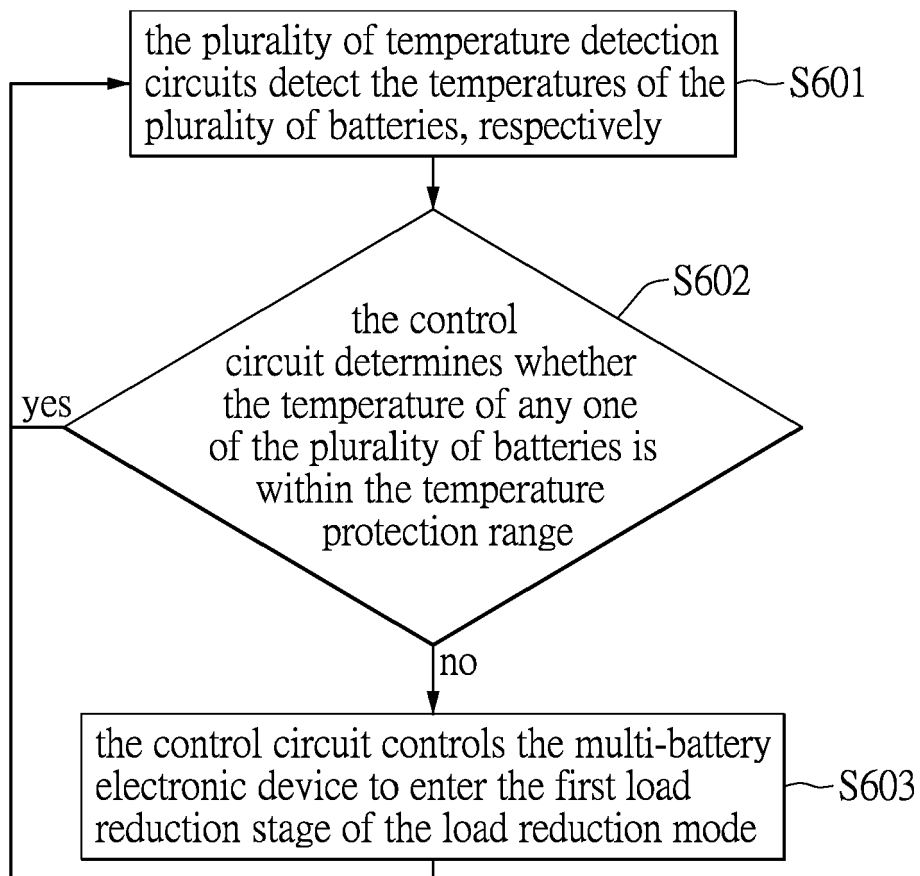 the plurality of temperature detection
circuits detect the temperatures of the
plurality of batteries, respectively
S601
S602
the control
circuit determines whether
the temperature of any one
of the plurality of batteries is
within the temperature
protection range
yes
no
the control circuit controls the multi-battery
electronic device to enter the first load
reduction stage of the load reduction mode
S603